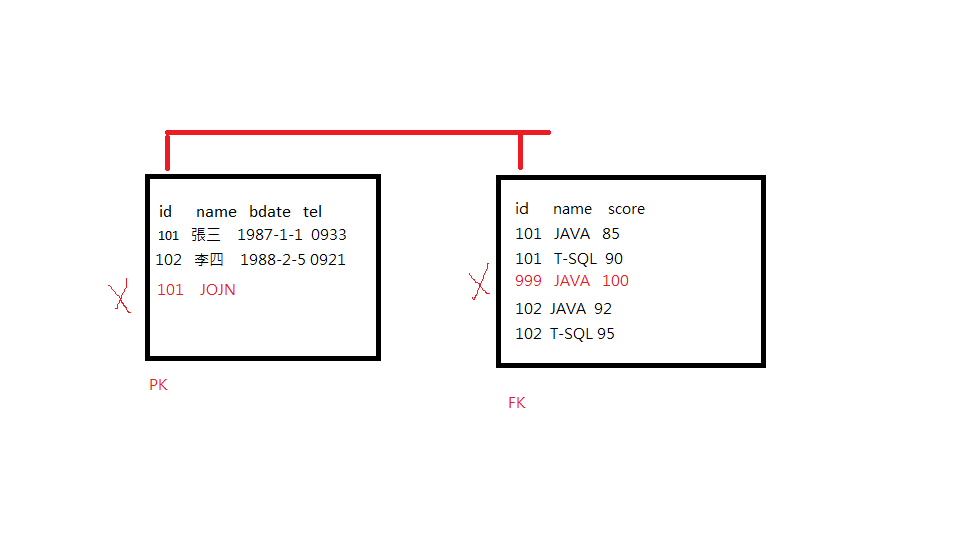 id name bdate tel
101 張三 1987-1-1 0933
102 李四 1988-2-5 0921
101 JOJN
PK
id name score
101 JAVA 85
101 T-SQL 90
999 JAVA 100
102 JAVA 92
102 T-SQL 95
FK